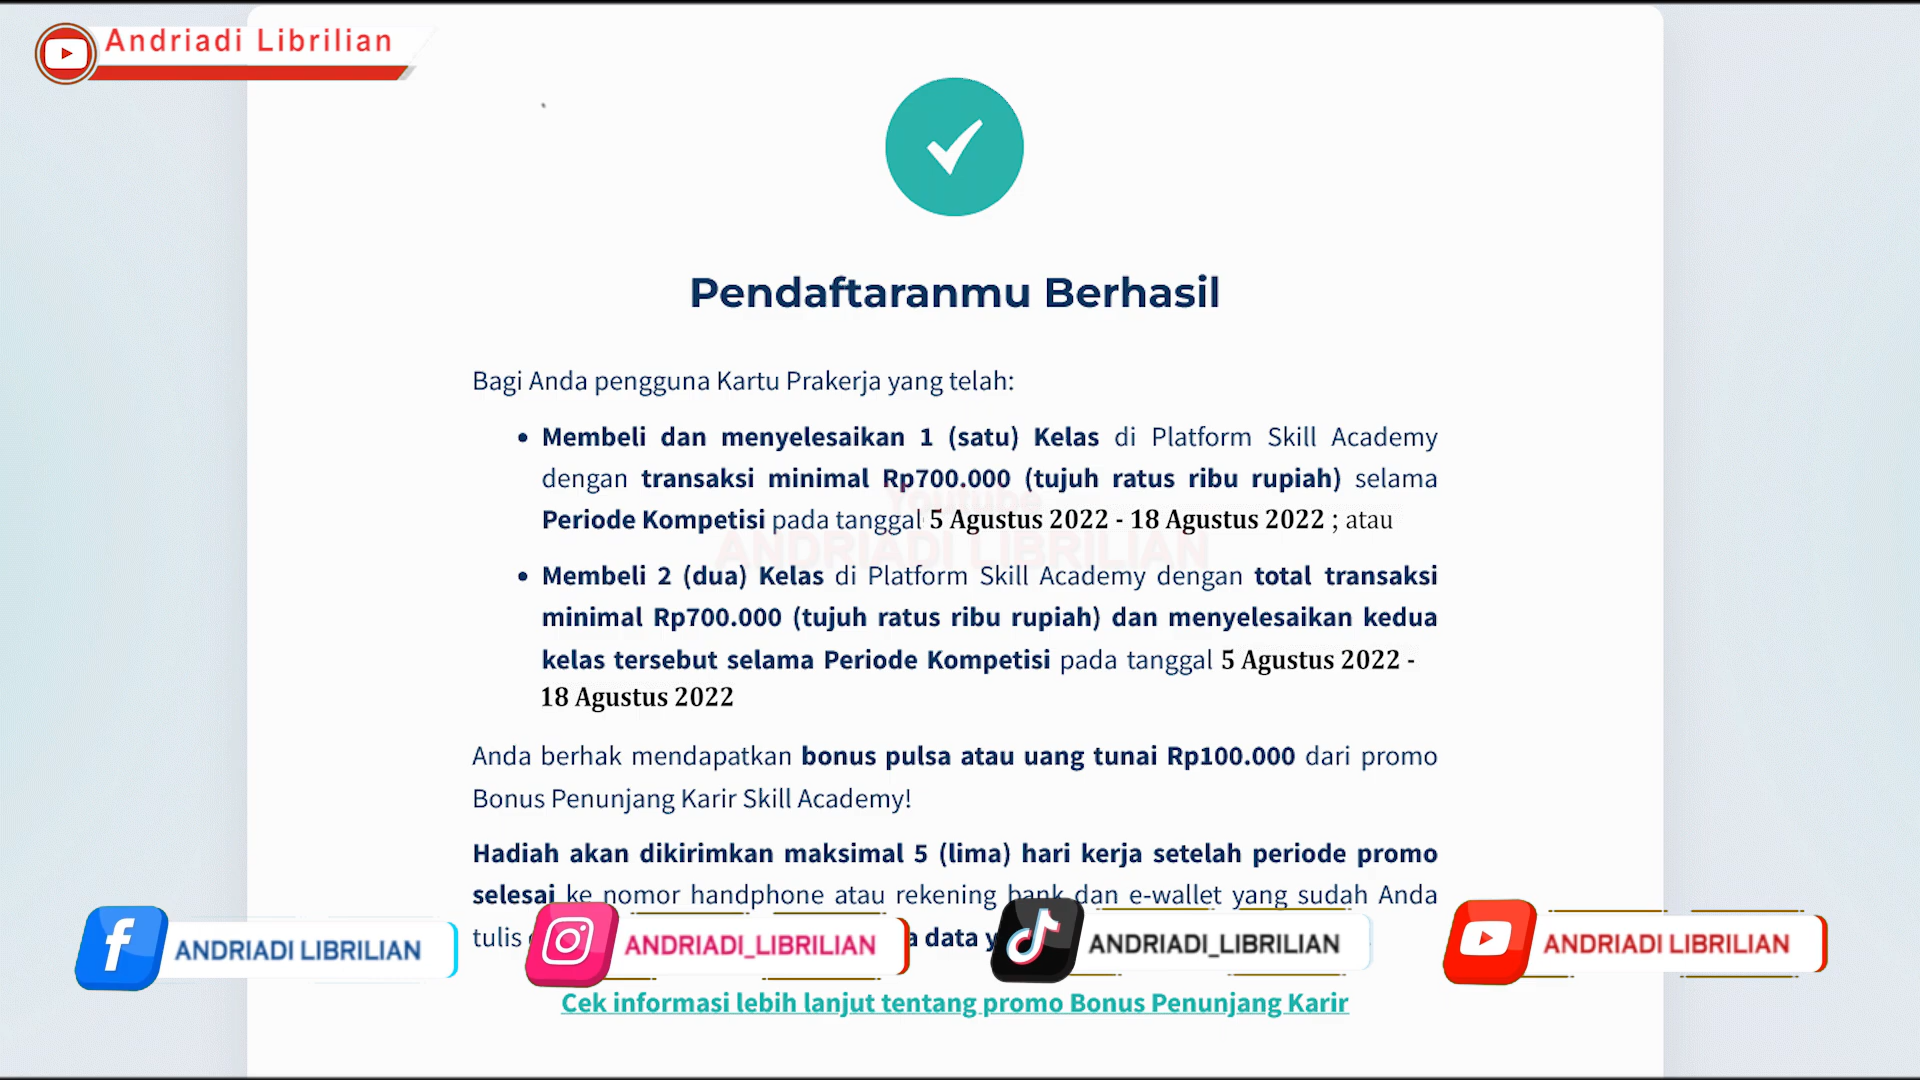 Andriadi Librilian
Pendaftaranmu Berhasil
Bagi Anda pengguna Kartu Prakerja yang telah:
• Membeli dan menyelesaikan 1 (satu) Kelas di Platform Skill Academy
dengan transaksi minimal Rp700.000 (tujuh ratus ribu rupiah) selama
Periode Kompetisi pada tanggal 5 Agustus 2022 - 18 Agustus 2022 ; atau
Youtube
ANDRIADI LIBRILIAN
• Membeli 2 (dua) Kelas di Platform Skill Academy dengan total transaksi
minimal Rp700.000 (tujuh ratus ribu rupiah) dan menyelesaikan kedua
kelas tersebut selama Periode Kompetisi pada tanggal 5 Agustus 2022 -
18 Agustus 2022
Anda berhak mendapatkan bonus pulsa atau uang tunai Rp100.000 dari promo
Bonus Penunjang Karir Skill Academy!
Hadiah akan dikirimkan maksimal 5 (lima) hari kerja setelah periode promo
selesai ke nomor handphone atau rekening bank dan e-wallet yang sudah Anda
tulis data
ANDRIADI LIBRILIAN
ANDRIADI_LIBRILIAN
ANDRIADI_LIBRILIAN
ANDRIADI LIBRILIAN
Cek informasi lebih lanjut tentang promo Bonus Penunjang Karir